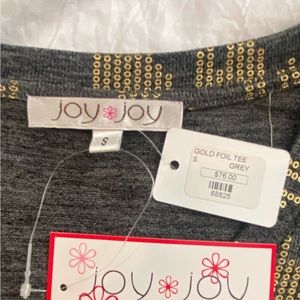 joy joy
S
GOLD FOIL TEE
S GREY
$76.00
68825
joy joy